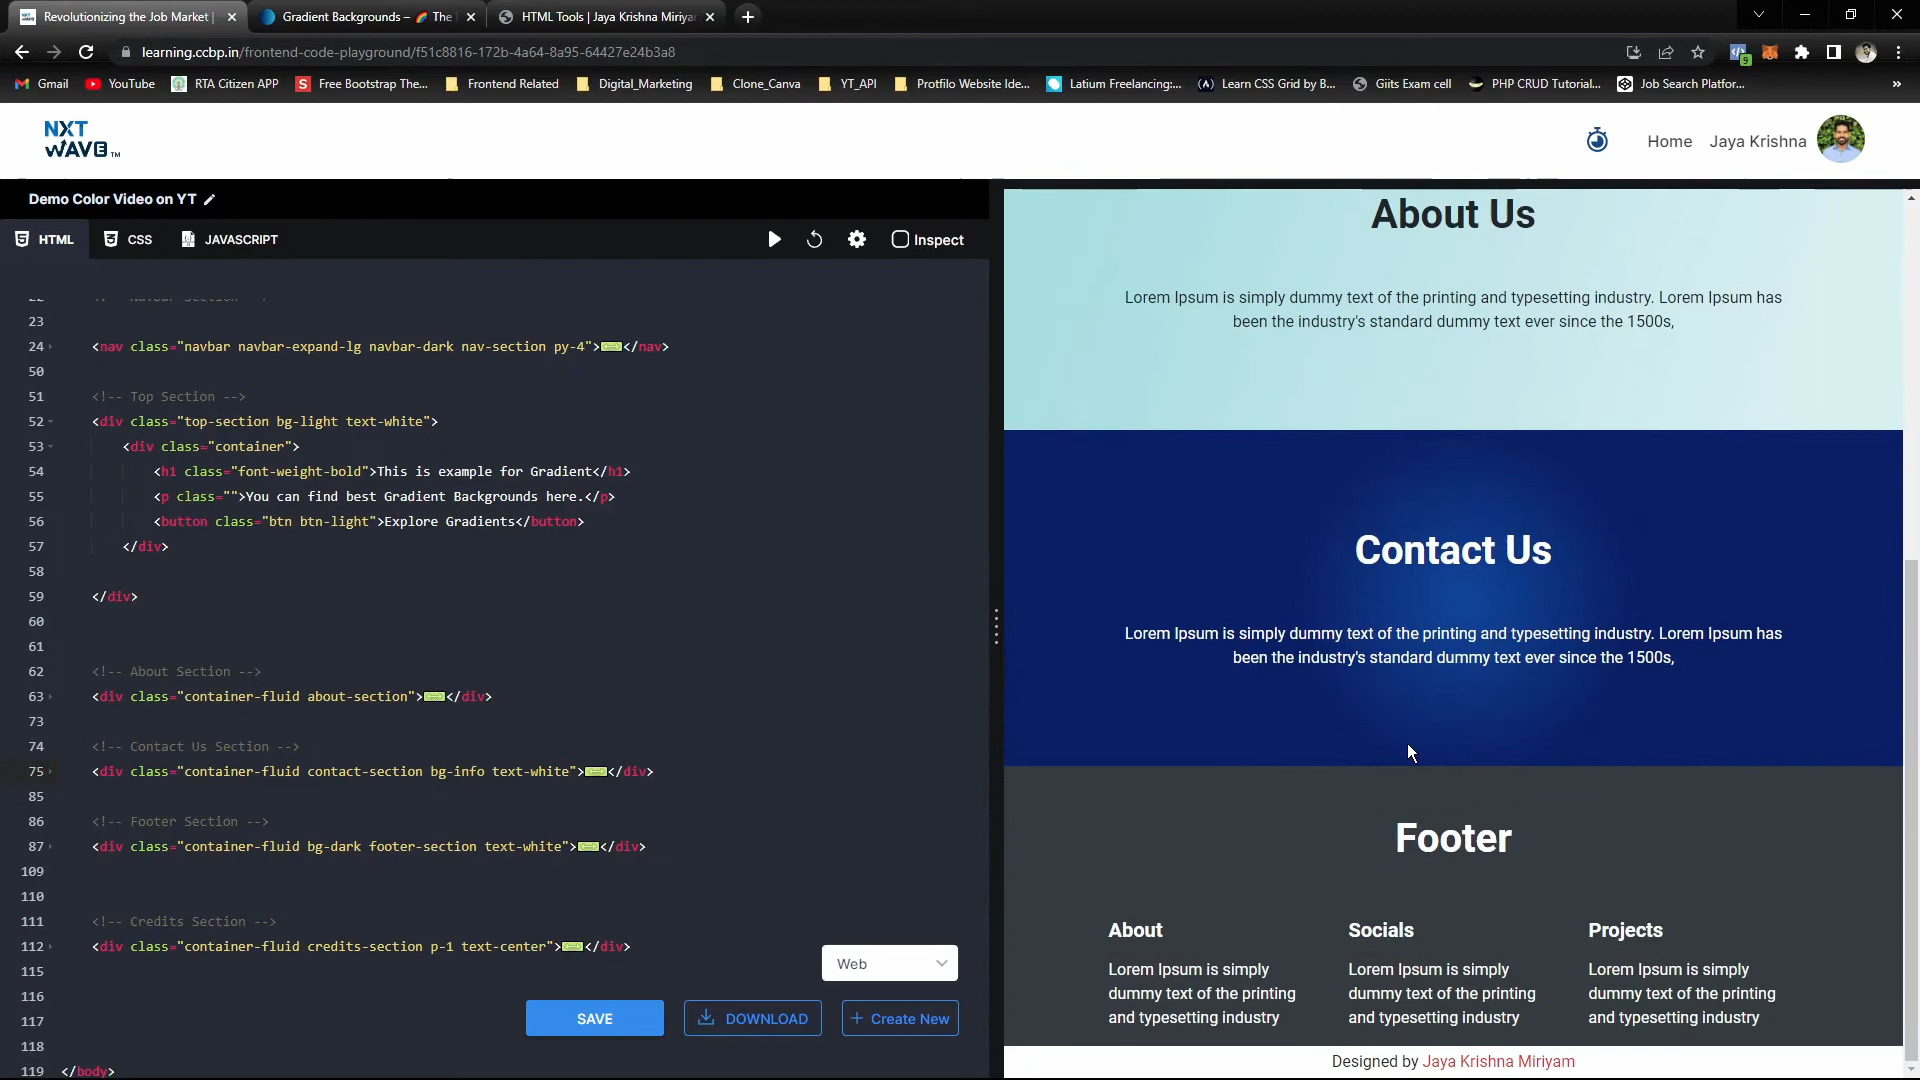 Revolutionizing the Job Market |
Gradient Backgrounds – 🌈 The
HTML Tools | Jaya Krishna Miriya
learning.ccbp.in/frontend-code-playground/f51c8816-172b-4a64-8a95-64427e24b3a8
9
Gmail YouTube RTA Citizen APP Free Bootstrap The... Frontend Related Digital_Marketing Clone_Canva YT_API Protfilo Website Ide... Latium Freelancing:... Learn CSS Grid by B... Giits Exam cell PHP CRUD Tutorial... Job Search Platfor... »
NXT
WAVE TM
Home Jaya Krishna
Demo Color Video on YT
HTML CSS JAVASCRIPT Inspect
23
24 <nav class="navbar navbar-expand-lg navbar-dark nav-section py-4"></nav>
50
51 <!-- Top Section -->
52 <div class="top-section bg-light text-white">
53 <div class="container">
54 <h1 class="font-weight-bold">This is example for Gradient</h1>
55 <p class="">You can find best Gradient Backgrounds here.</p>
56 <button class="btn btn-light">Explore Gradients</button>
57 </div>
58
59 </div>
60
61
62 <!-- About Section -->
63 <div class="container-fluid about-section"></div>
73
74 <!-- Contact Us Section -->
75 <div class="container-fluid contact-section bg-info text-white"></div>
85
86 <!-- Footer Section -->
87 <div class="container-fluid bg-dark footer-section text-white"></div>
109
110
111 <!-- Credits Section -->
112 <div class="container-fluid credits-section p-1 text-center"></div>
115
116
117
118
119 </body>
Web
SAVE DOWNLOAD + Create New
About Us
Lorem Ipsum is simply dummy text of the printing and typesetting industry. Lorem Ipsum has
been the industry's standard dummy text ever since the 1500s,
Contact Us
Lorem Ipsum is simply dummy text of the printing and typesetting industry. Lorem Ipsum has
been the industry's standard dummy text ever since the 1500s,
Footer
About
Lorem Ipsum is simply
dummy text of the printing
and typesetting industry
Socials
Lorem Ipsum is simply
dummy text of the printing
and typesetting industry
Projects
Lorem Ipsum is simply
dummy text of the printing
and typesetting industry
Designed by Jaya Krishna Miriyam